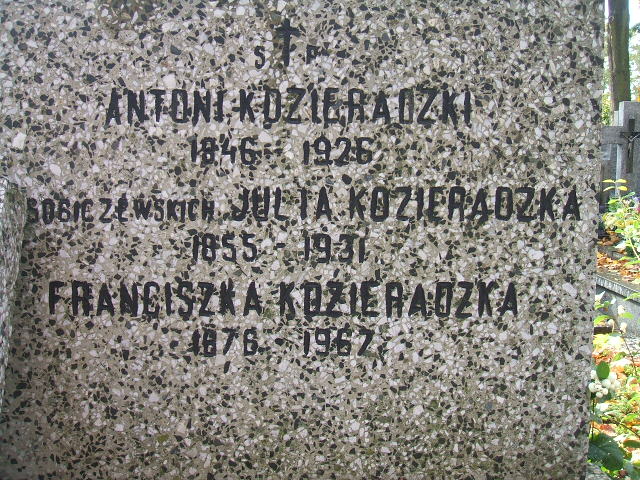 S P
ANTONI KOZIERADZKI
1846 - 1926
SOBICZEWSKICH JULIA KOZIERADZKA
1855 - 1931
FRANCISZKA KOZIERADZKA
1876 - 1967